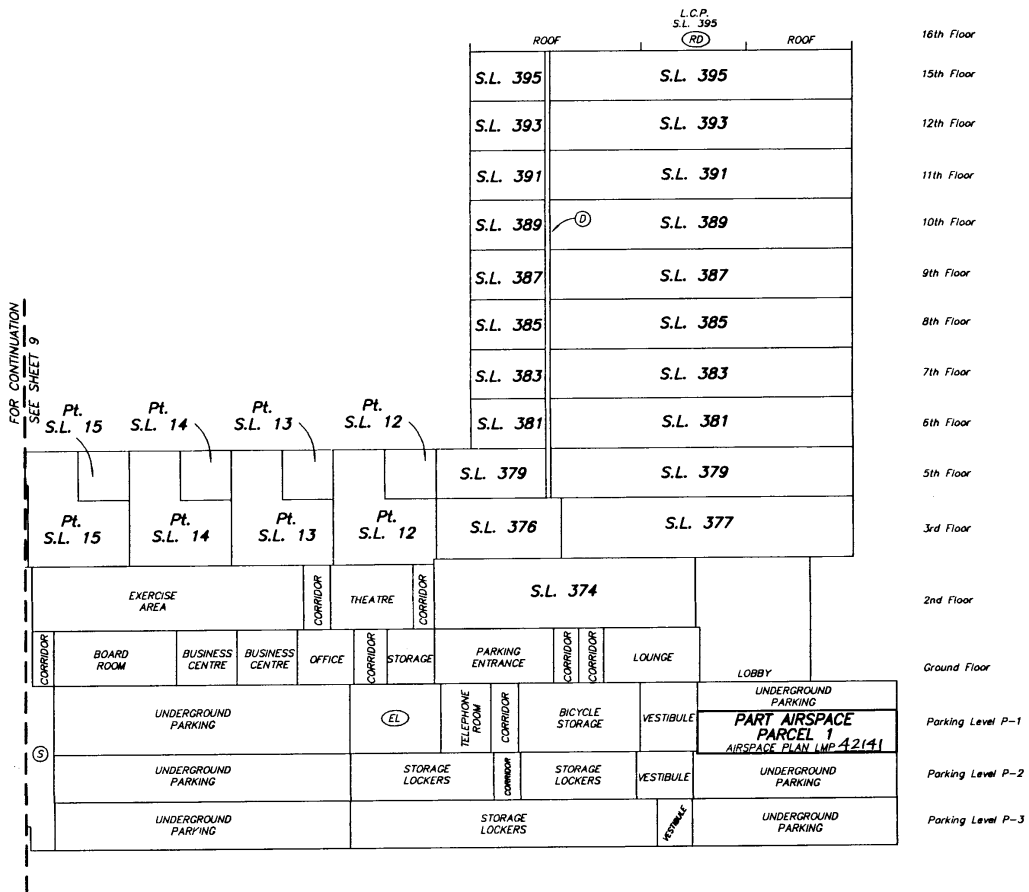 L.C.P.
S.L. 395
ROOF RD ROOF 16th Floor
S.L. 395 S.L. 395 15th Floor
S.L. 393 S.L. 393 12th Floor
S.L. 391 S.L. 391 11th Floor
S.L. 389 D S.L. 389 10th Floor
S.L. 387 S.L. 387 9th Floor
S.L. 385 S.L. 385 8th Floor
S.L. 383 S.L. 383 7th Floor
FOR CONTINUATION
SEE SHEET 9
Pt.
S.L. 15
Pt.
S.L. 14
Pt.
S.L. 13
Pt.
S.L. 12
S.L. 381 S.L. 381 6th Floor
S.L. 379 S.L. 379 5th Floor
Pt.
S.L. 15
Pt.
S.L. 14
Pt.
S.L. 13
Pt.
S.L. 12
S.L. 376 S.L. 377 3rd Floor
EXERCISE
AREA
CORRIDOR
THEATRE
CORRIDOR
S.L. 374
2nd Floor
CORRIDOR
BOARD
ROOM
BUSINESS
CENTRE
BUSINESS
CENTRE
OFFICE
CORRIDOR
STORAGE
PARKING
ENTRANCE
CORRIDOR
CORRIDOR
LOUNGE
LOBBY
Ground Floor
S
UNDERGROUND
PARKING
EL
TELEPHONE
ROOM
CORRIDOR
BICYCLE
STORAGE
VESTIBULE
UNDERGROUND
PARKING
PART AIRSPACE
PARCEL 1
AIRSPACE PLAN LMP 42141
Parking Level P-1
UNDERGROUND
PARKING
STORAGE
LOCKERS
CORRIDOR
STORAGE
LOCKERS
VESTIBULE
UNDERGROUND
PARKING
Parking Level P-2
UNDERGROUND
PARKING
STORAGE
LOCKERS
VESTIBULE
UNDERGROUND
PARKING
Parking Level P-3